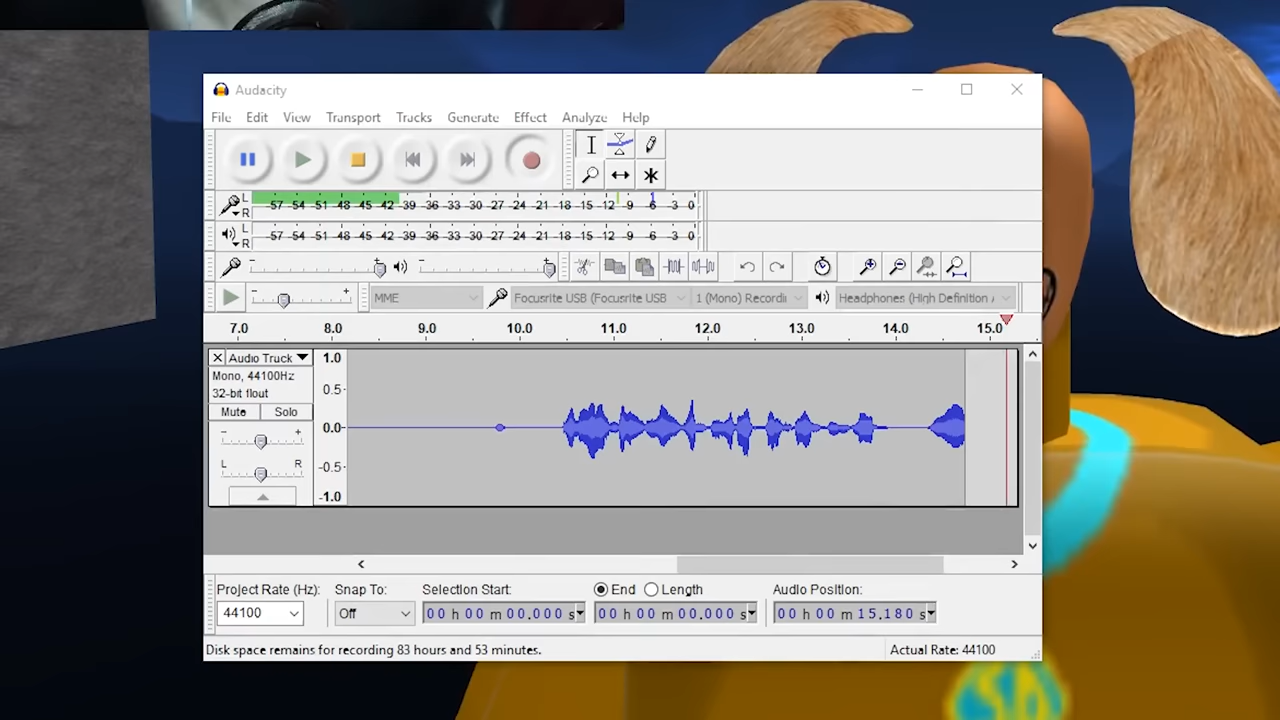 Audacity
File Edit View Transport Tracks Generate Effect Analyze Help
L
R
-57 -54 -51 -48 -45 -42 -39 -36 -33 -30 -27 -24 -21 -18 -15 -12 -9 -6 -3 0
L
R
-57 -54 -51 -48 -45 -42 -39 -36 -33 -30 -27 -24 -21 -18 -15 -12 -9 -6 -3 0
- + - +
- + MME Focusrite USB (Focusrite USB 1 (Mono) Recordi Headphones (High Definition A
7.0 8.0 9.0 10.0 11.0 12.0 13.0 14.0 15.0
X Audio Track 1.0
Mono, 44100Hz
32-bit float 0.5
Mute Solo
- + 0.0
L R -0.5
-1.0
Project Rate (Hz): Snap To: Selection Start: End Length Audio Position:
44100 Off 00 h 00 m 00.000 s 00 h 00 m 00.000 s 00 h 00 m 15.180 s
Disk space remains for recording 83 hours and 53 minutes. Actual Rate: 44100
SD